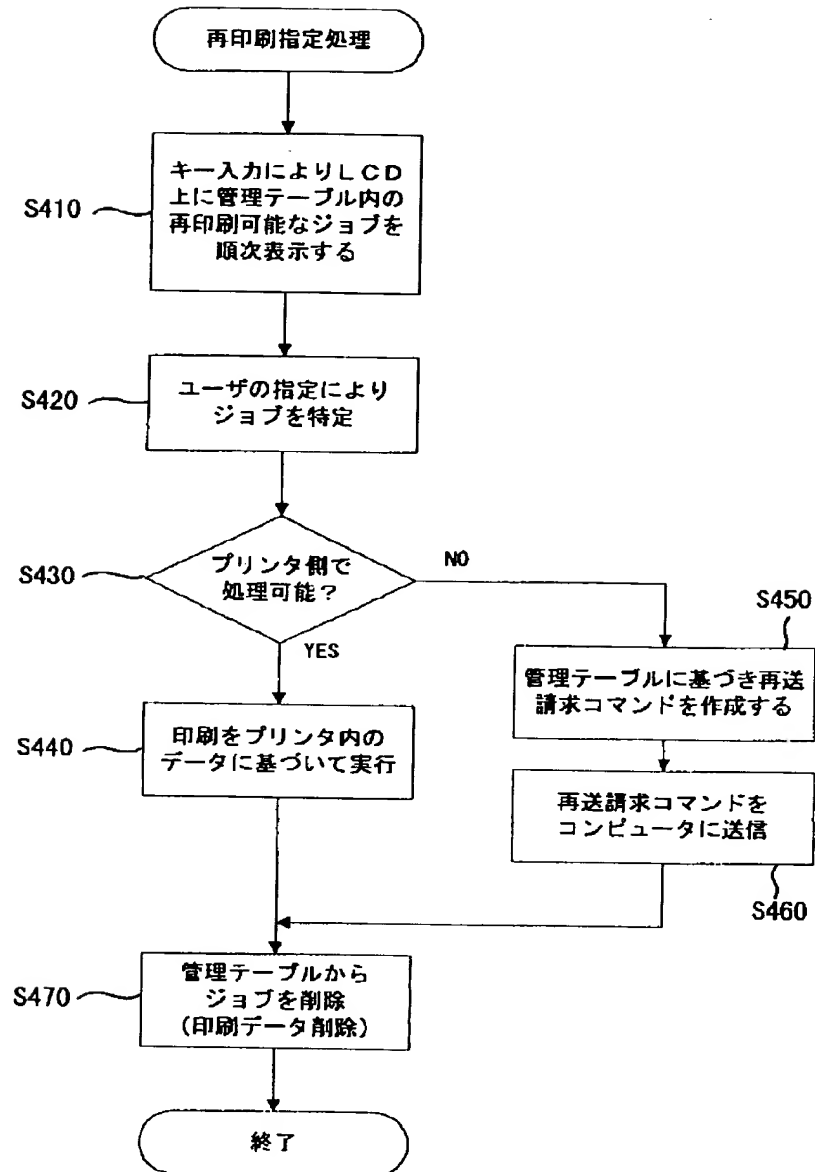 再印刷指定処理
S410
キー入力によりＬＣＤ
上に管理テーブル内の
再印刷可能なジョブを
順次表示する
S420
ユーザの指定により
ジョブを特定
S430
プリンタ側で
処理可能？
NO
YES
S440
印刷をプリンタ内の
データに基づいて実行
S450
管理テーブルに基づき再送
請求コマンドを作成する
再送請求コマンドを
コンピュータに送信
S460
S470
管理テーブルから
ジョブを削除
(印刷データ削除)
終了